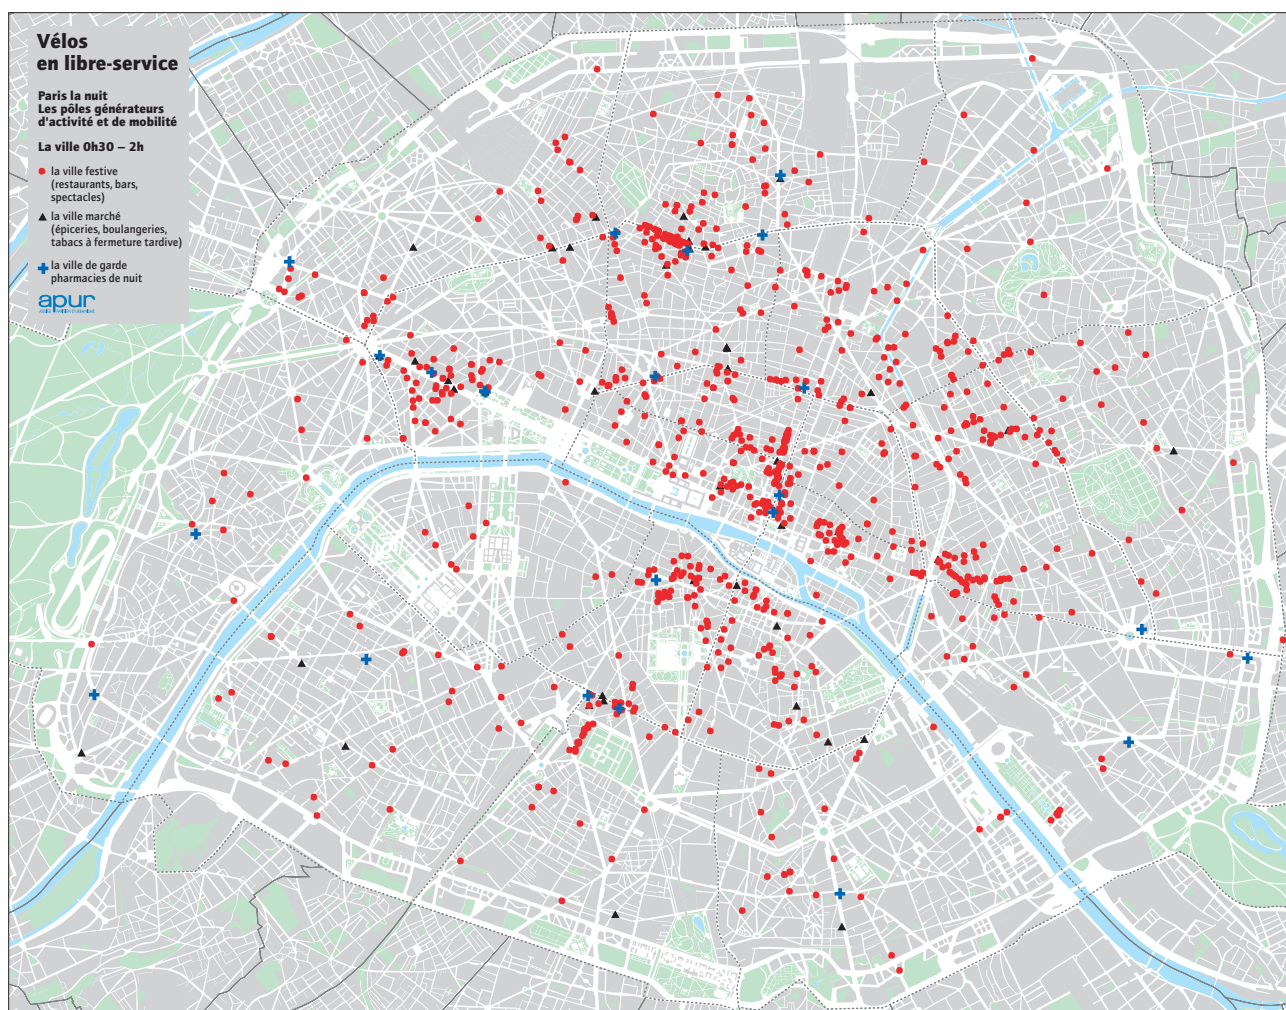 Vélos
en libre-service
Paris la nuit
Les pôles générateurs
d'activité et de mobilité
La ville 0h30 – 2h
la ville festive
(restaurants, bars,
spectacles)
la ville marché
(épiceries, boulangeries,
tabacs à fermeture tardive)
la ville de garde
pharmacies de nuit
apur